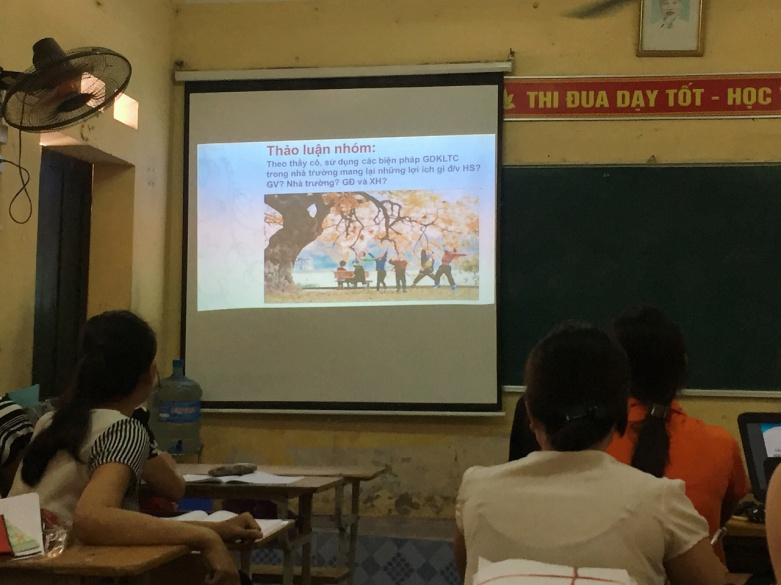 THI ĐUA DẠY TỐT - HỌC
Thảo luận nhóm:
Theo thầy cô, sử dụng các biện pháp GDKLTC
trong nhà trường mang lại những lợi ích gì đ/v HS?
GV? Nhà trường? GĐ và XH?